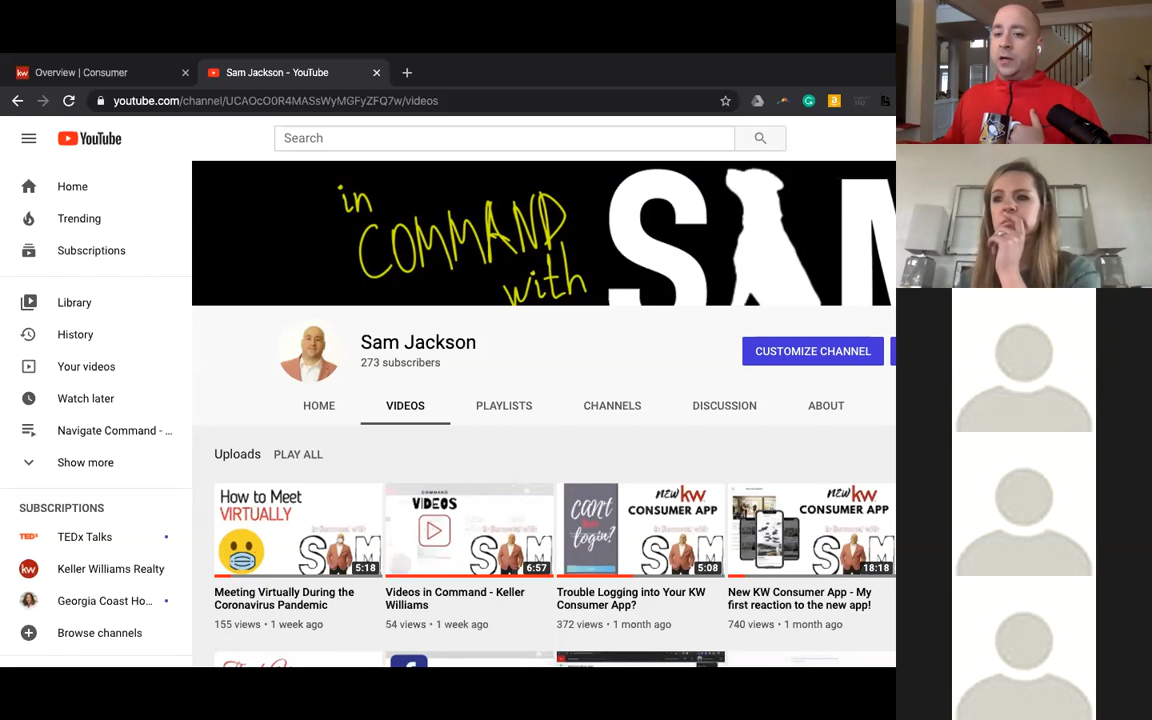 Overview | Consumer
Sam Jackson - YouTube
youtube.com/channel/UCAOcO0R4MASsWyMGFyZFQ7w/videos
YouTube
Search
Home
Trending
Subscriptions
Library
History
Your videos
Watch later
Navigate Command - ...
Show more
SUBSCRIPTIONS
TEDx Talks
Keller Williams Realty
Georgia Coast Ho...
Browse channels
in
COMMAND
with
SAM
Sam Jackson
273 subscribers
CUSTOMIZE CHANNEL
HOME
VIDEOS
PLAYLISTS
CHANNELS
DISCUSSION
ABOUT
Uploads
PLAY ALL
How to Meet
VIRTUALLY
SAM
5:18
Meeting Virtually During the
Coronavirus Pandemic
155 views • 1 week ago
COMMAND
VIDEOS
SAM
6:57
Videos in Command - Keller
Williams
54 views • 1 week ago
can't
login?
NEW kw
CONSUMER APP
SAM
5:08
Trouble Logging into Your KW
Consumer App?
372 views • 1 month ago
NEW kw
CONSUMER APP
SAM
18:18
New KW Consumer App - My
first reaction to the new app!
740 views • 1 month ago